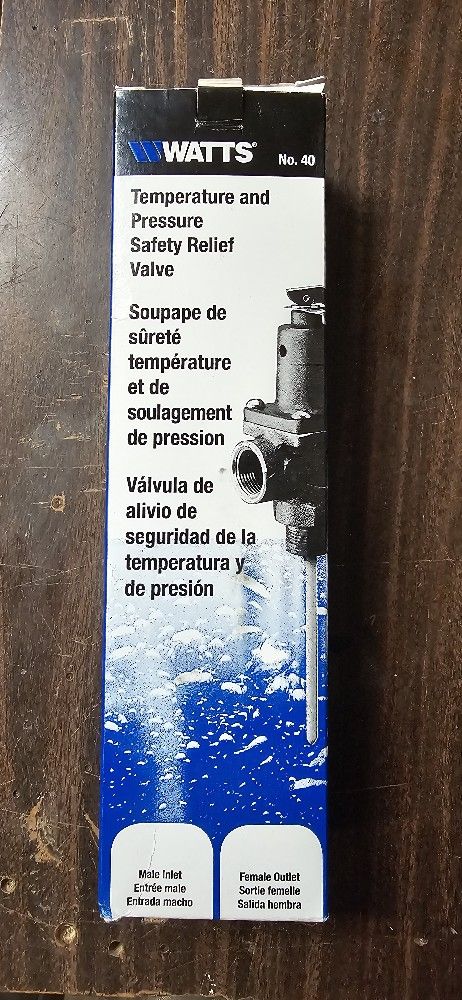 WATTS®
No. 40
Temperature and
Pressure
Safety Relief
Valve
Soupape de
sûreté
température
et de
soulagement
de pression
Válvula de
alivio de
seguridad de la
temperatura y
de presión
Male Inlet
Entrée male
Entrada macho
Female Outlet
Sortie femelle
Salida hembra